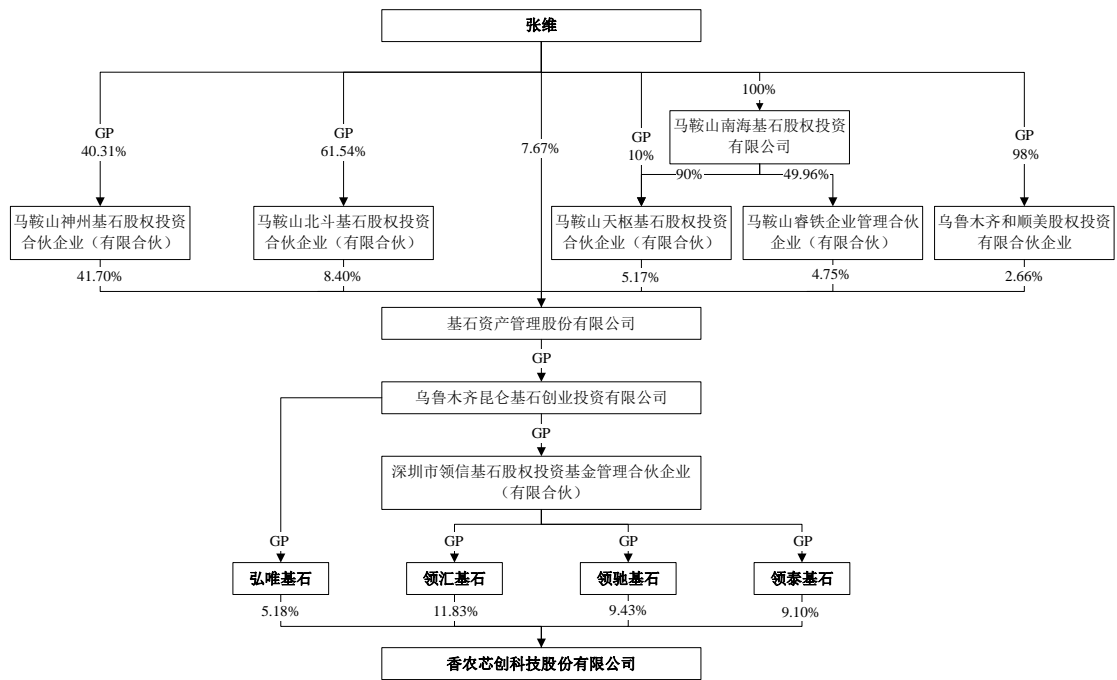 张维
100%
马鞍山南海基石股权投资
有限公司
GP
40.31%
GP
61.54%
7.67%
GP
10%
GP
98%
90%
49.96%
马鞍山神州基石股权投资
合伙企业（有限合伙）
马鞍山北斗基石股权投资
合伙企业（有限合伙）
马鞍山天枢基石股权投资
合伙企业（有限合伙）
马鞍山睿铁企业管理合伙
企业（有限合伙）
乌鲁木齐和顺美股权投资
有限合伙企业
41.70%
8.40%
5.17%
4.75%
2.66%
基石资产管理股份有限公司
GP
乌鲁木齐昆仑基石创业投资有限公司
GP
深圳市领信基石股权投资基金管理合伙企业
（有限合伙）
GP
GP
GP
GP
弘唯基石
领汇基石
领驰基石
领泰基石
5.18%
11.83%
9.43%
9.10%
香农芯创科技股份有限公司